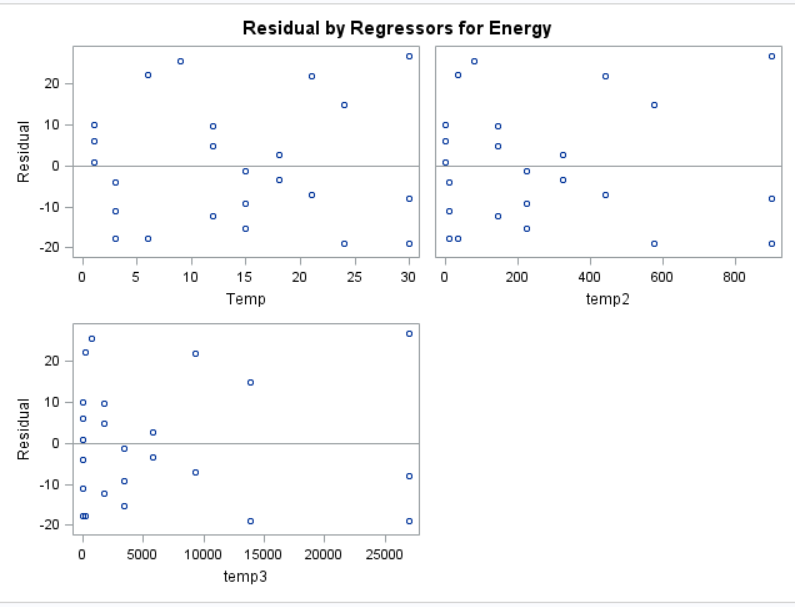 Residual by Regressors for Energy
Residual
20
10
0
-10
-20
0 5 10 15 20 25 30
Temp
0 200 400 600 800
temp2
Residual
20
10
0
-10
-20
0 5000 10000 15000 20000 25000
temp3